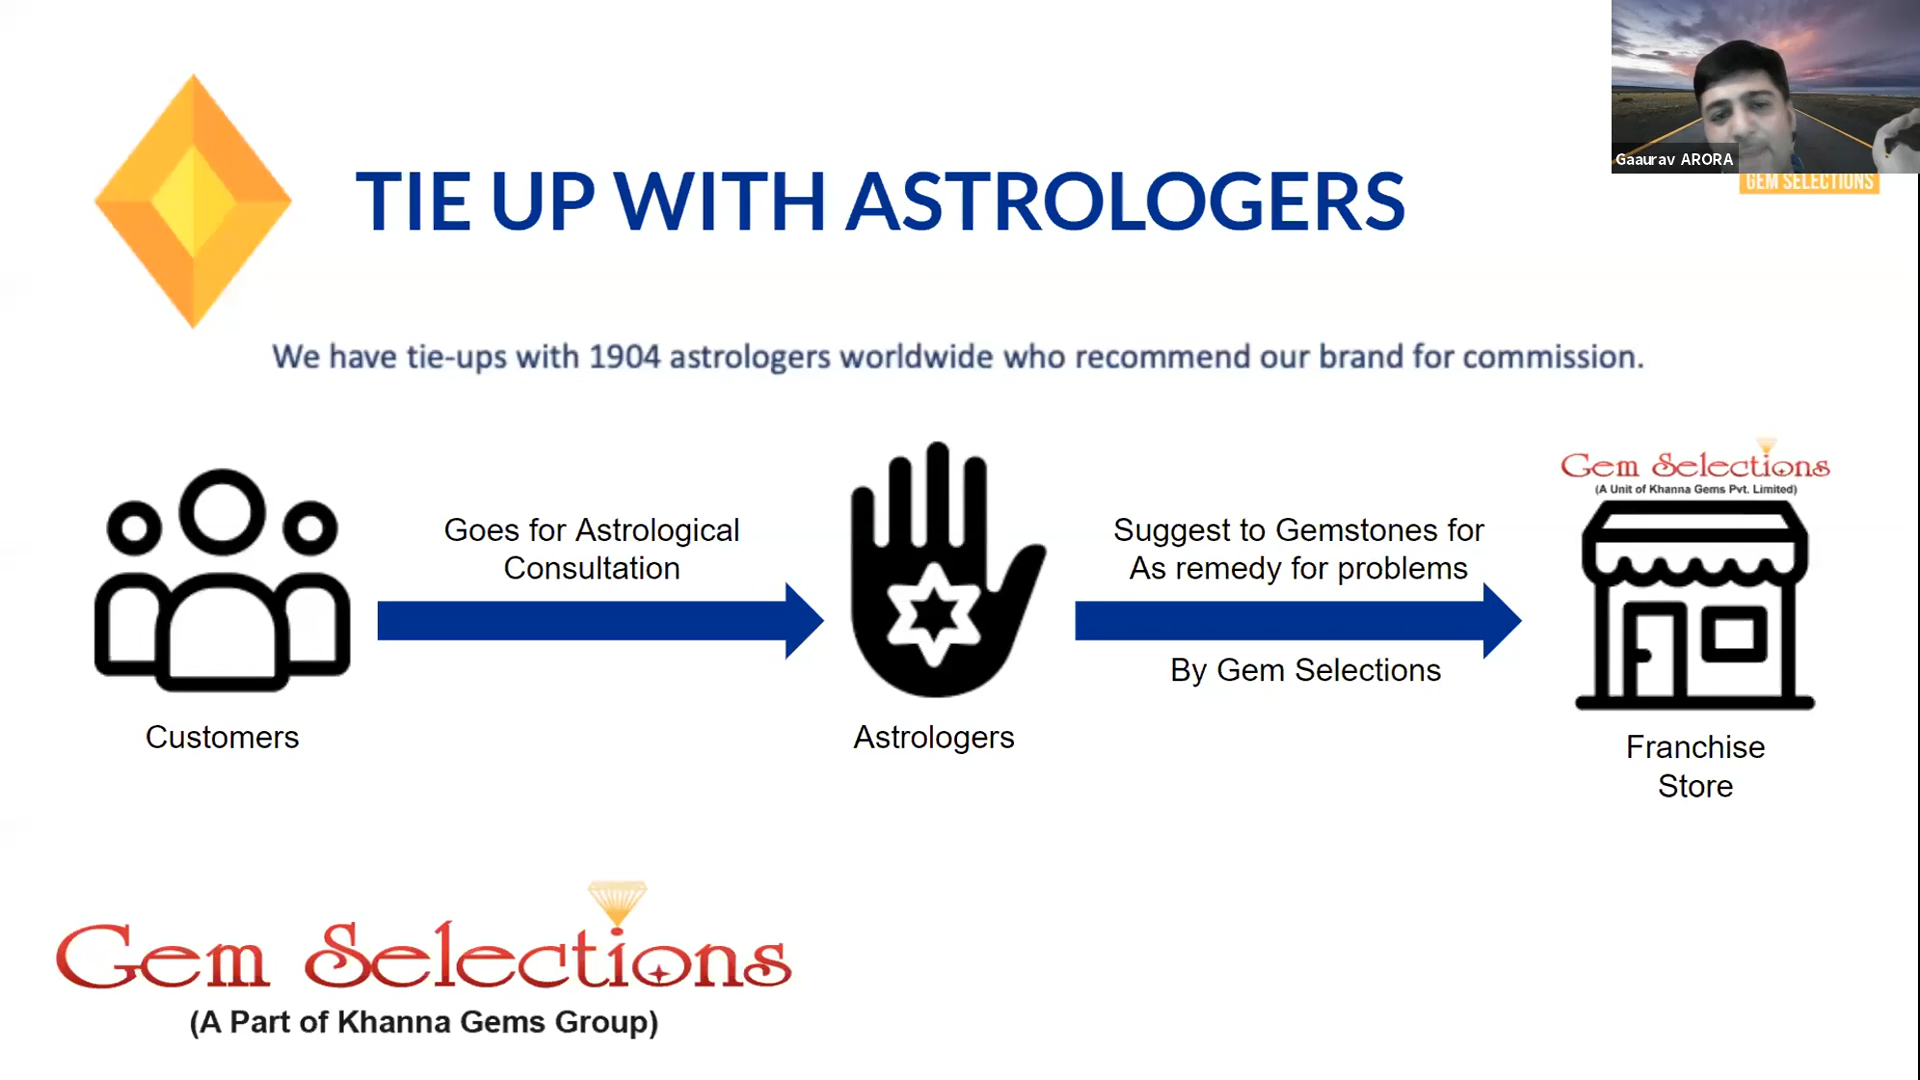 Gaaurav ARORA
GEM SELECTIONS
TIE UP WITH ASTROLOGERS
We have tie-ups with 1904 astrologers worldwide who recommend our brand for commission.
Goes for Astrological
Consultation
Suggest to Gemstones for
As remedy for problems
By Gem Selections
Gem Selections
(A Unit of Khanna Gems Pvt. Limited)
Customers
Astrologers
Franchise
Store
Gem Selections
(A Part of Khanna Gems Group)